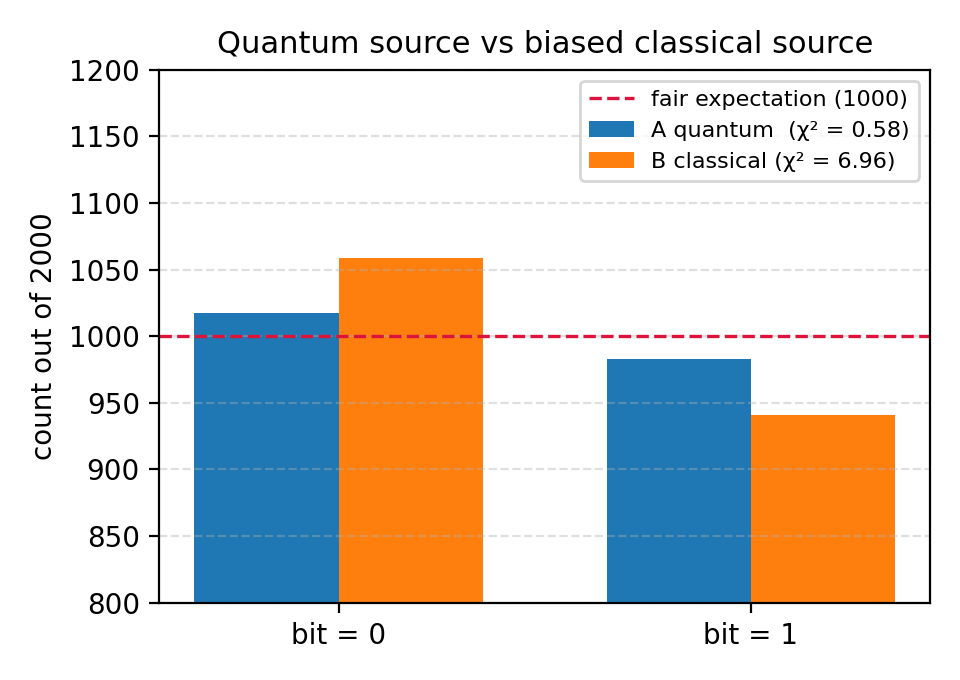 Quantum source vs biased classical source
1200
1150
1100
1050
1000
950
900
850
800
count out of 2000
fair expectation (1000)
A quantum  (χ² = 0.58)
B classical (χ² = 6.96)
bit = 0
bit = 1